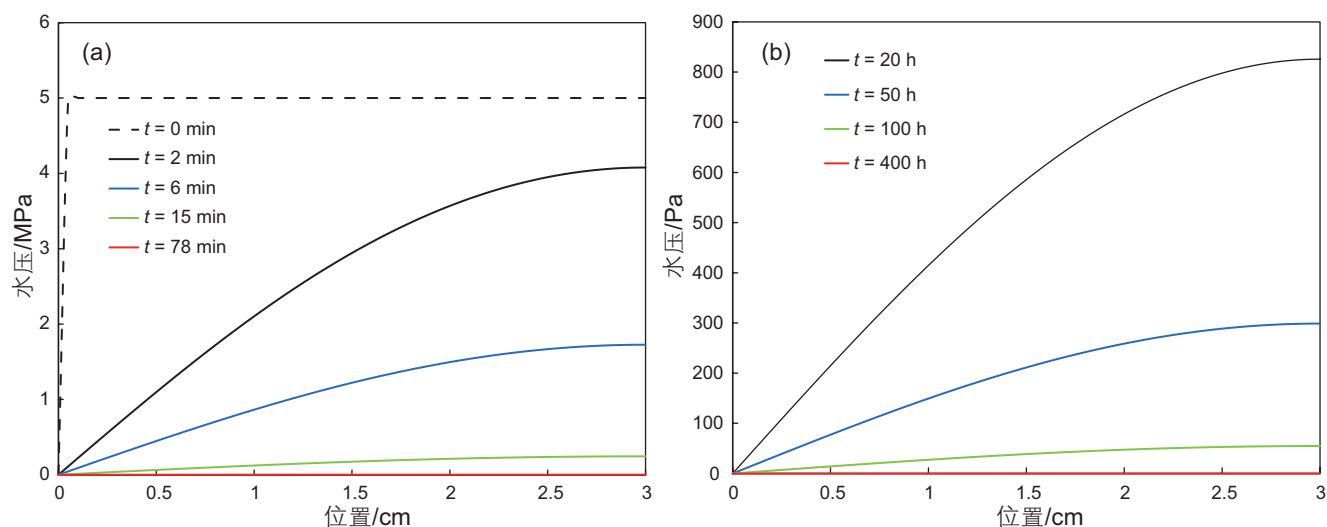 (a)
水压/MPa
6
5
4
3
2
1
0
t = 0 min
t = 2 min
t = 6 min
t = 15 min
t = 78 min
0 0.5 1 1.5 2 2.5 3
位置/cm
(b)
水压/Pa
900
800
700
600
500
400
300
200
100
0
t = 20 h
t = 50 h
t = 100 h
t = 400 h
0 0.5 1 1.5 2 2.5 3
位置/cm